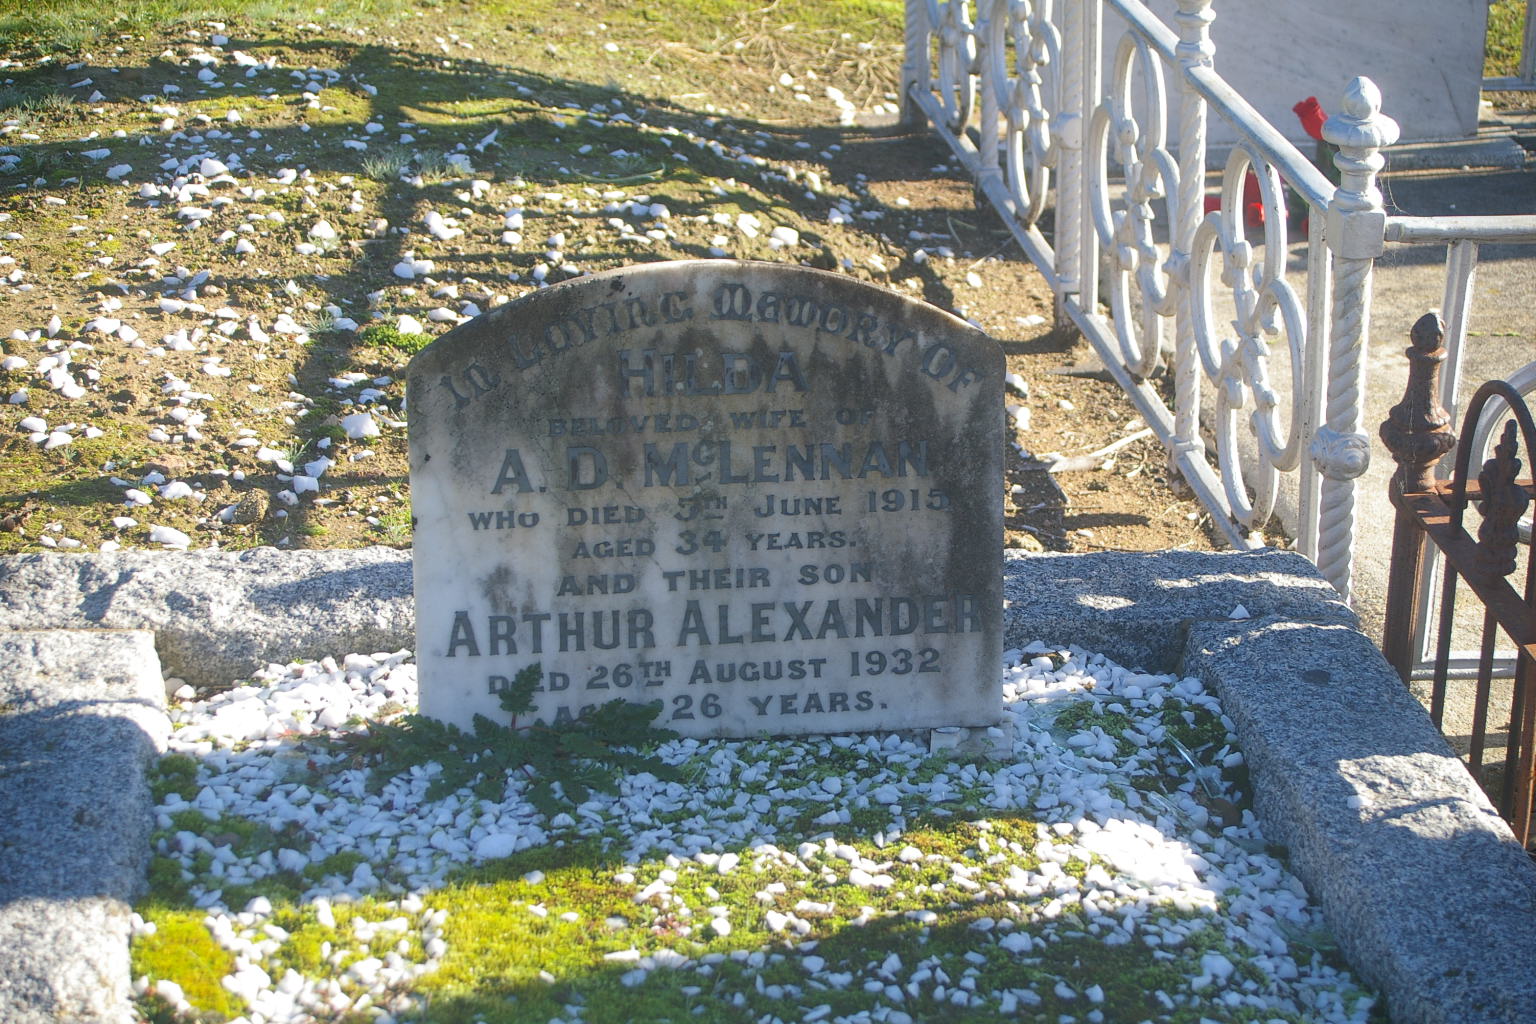 In Loving Memory Of
HILDA
BELOVED WIFE OF
A. D. McLENNAN
WHO DIED 5TH JUNE 1915
AGED 34 YEARS.
AND THEIR SON
ARTHUR ALEXANDER
DIED 26TH AUGUST 1932
AGED 26 YEARS.